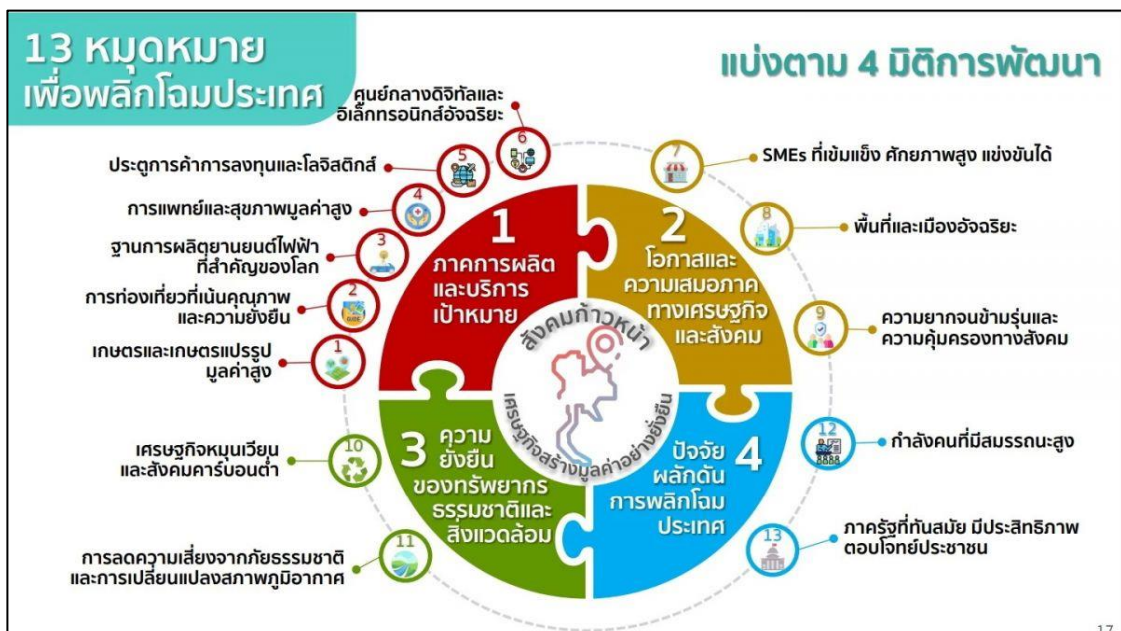 13 หมุดหมาย
เพื่อพลิกโฉมประเทศ
แบ่งตาม 4 มิติการพัฒนา
ศูนย์กลางดิจิทัลและ
อิเล็กทรอนิกส์อัจฉริยะ
6
ประตูการค้าการลงทุนและโลจิสติกส์
5
การแพทย์และสุขภาพมูลค่าสูง
4
ฐานการผลิตยานยนต์ไฟฟ้า
ที่สำคัญของโลก
3
การท่องเที่ยวที่เน้นคุณภาพ
และความยั่งยืน
2
GUIDE
เกษตรและเกษตรแปรรูป
มูลค่าสูง
1
1
ภาคการผลิต
และบริการ
เป้าหมาย
2
โอกาสและ
ความเสมอภาค
ทางเศรษฐกิจ
และสังคม
7
SMEs ที่เข้มแข็ง ศักยภาพสูง แข่งขันได้
8
พื้นที่และเมืองอัจฉริยะ
9
ความยากจนข้ามรุ่นและ
ความคุ้มครองทางสังคม
สังคมก้าวหน้า
เศรษฐกิจสร้างมูลค่าอย่างยั่งยืน
3 ความ
ยั่งยืน
ของทรัพยากร
ธรรมชาติและ
สิ่งแวดล้อม
เศรษฐกิจหมุนเวียน
และสังคมคาร์บอนต่ำ
10
การลดความเสี่ยงจากภัยธรรมชาติ
และการเปลี่ยนแปลงสภาพภูมิอากาศ
11
ปัจจัย 4
ผลักดัน
การพลิกโฉม
ประเทศ
12
กำลังคนที่มีสมรรถนะสูง
13
ภาครัฐที่ทันสมัย มีประสิทธิภาพ
ตอบโจทย์ประชาชน
17